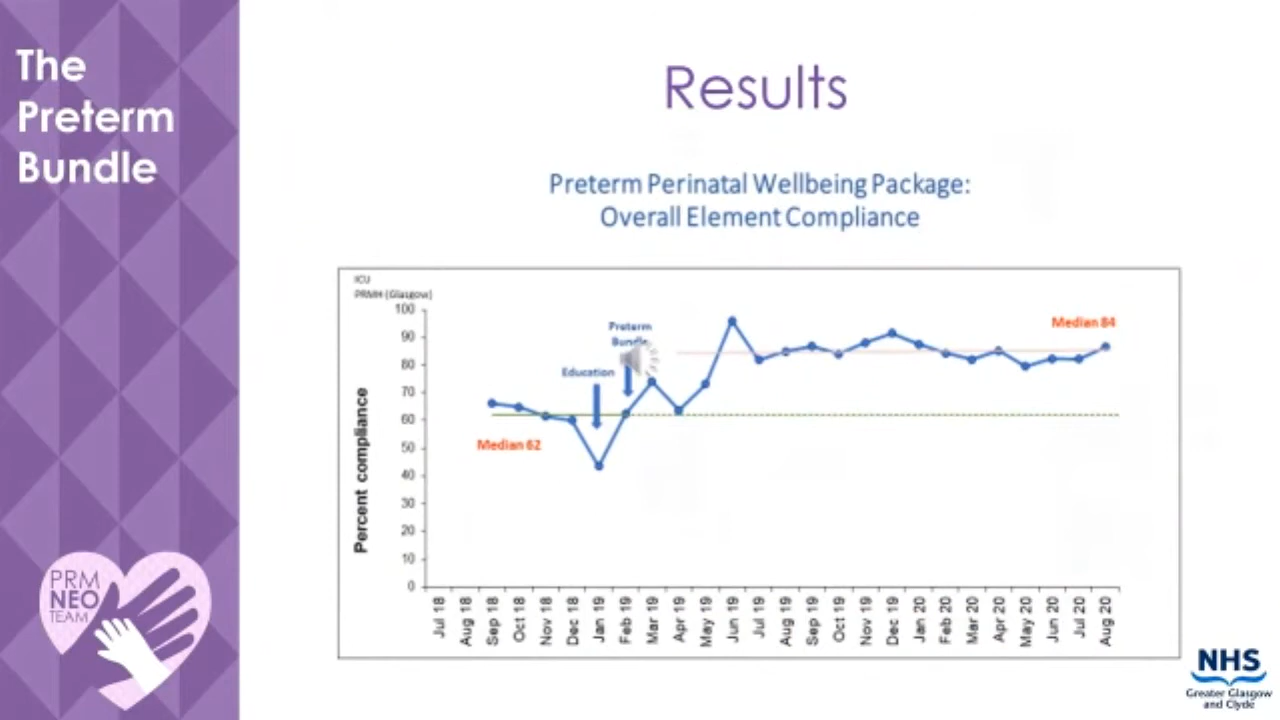 The
Preterm
Bundle
Results
Preterm Perinatal Wellbeing Package:
Overall Element Compliance
ICU
PRMH (Glasgow)
Percent compliance
100
90
80
70
60
50
40
30
20
10
0
Median 62
Education
Preterm
Bundle
Median 84
Jul 18
Aug 18
Sep 18
Oct 18
Nov 18
Dec 18
Jan 19
Feb 19
Mar 19
Apr 19
May 19
Jun 19
Jul 19
Aug 19
Sep 19
Oct 19
Nov 19
Dec 19
Jan 20
Feb 20
Mar 20
Apr 20
May 20
Jun 20
Jul 20
Aug 20
PRM
NEO
TEAM
NHS
Greater Glasgow
and Clyde